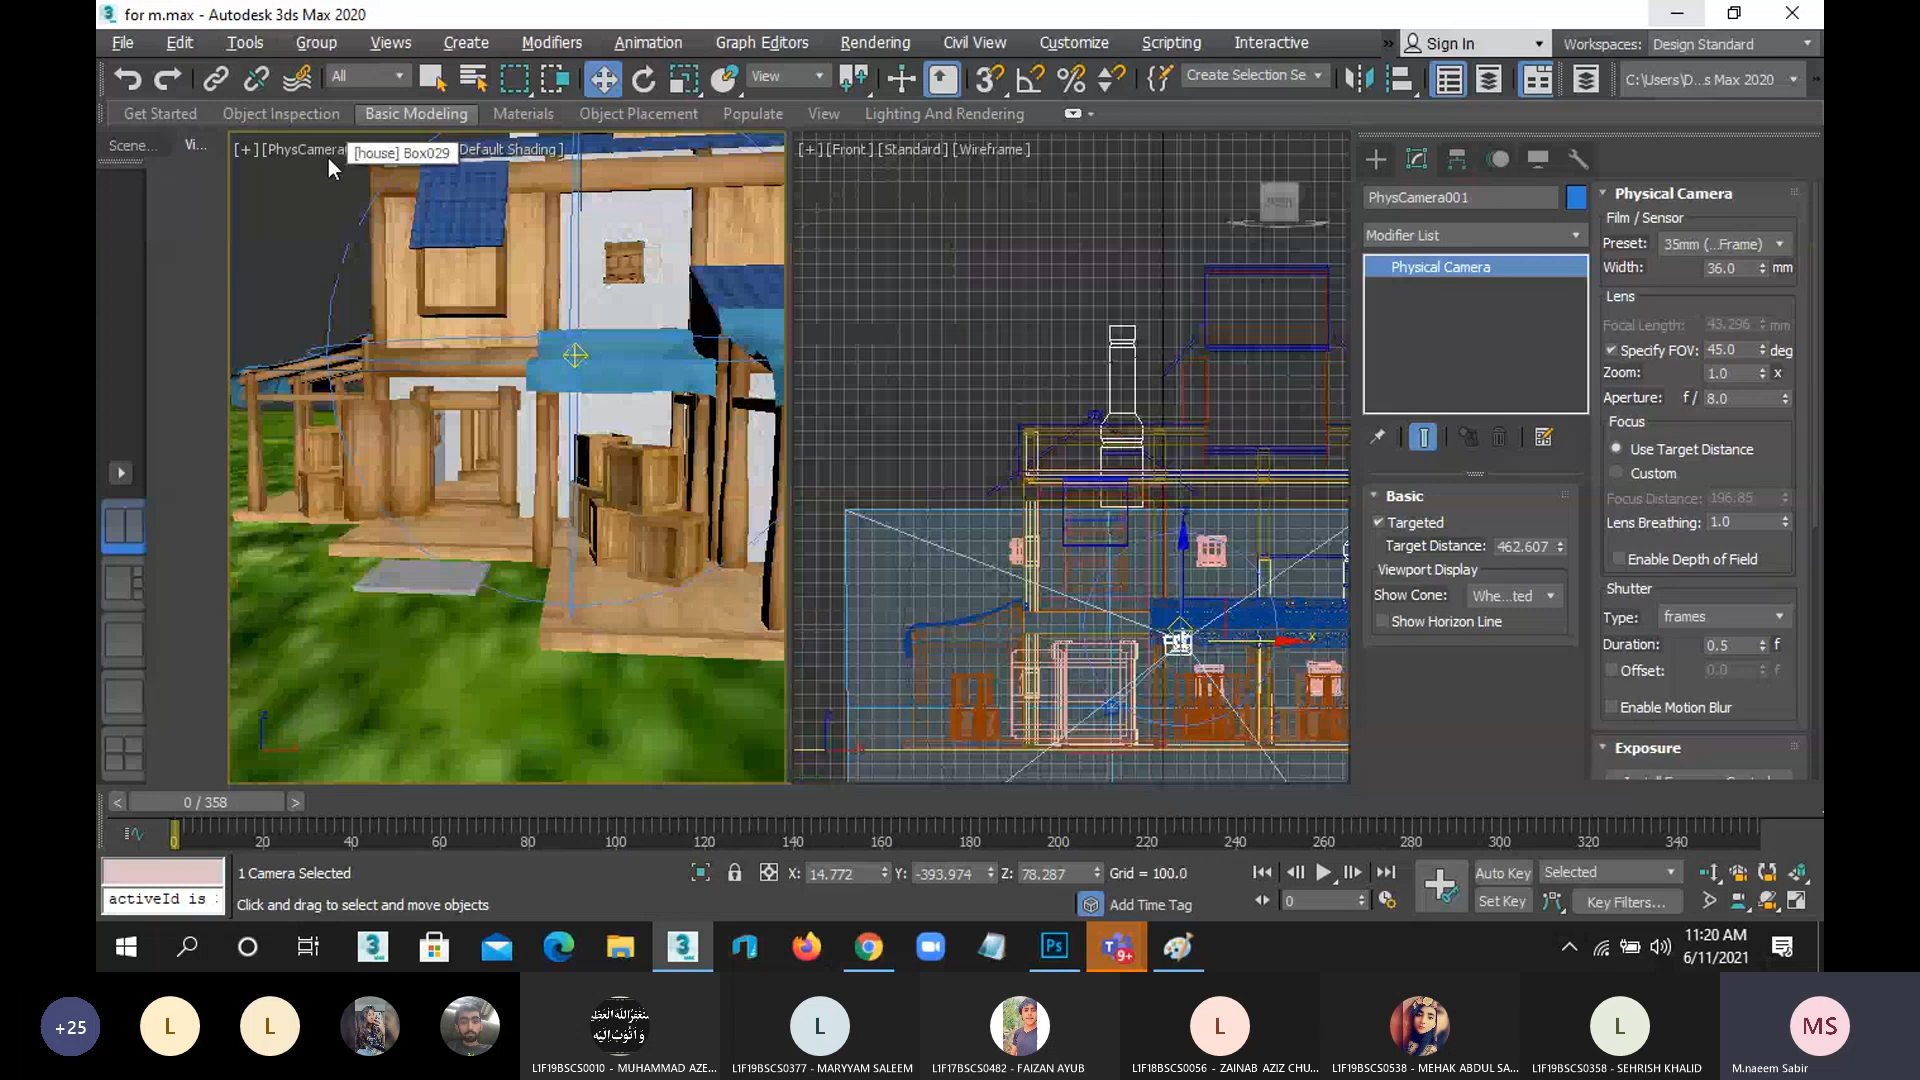 for m.max - Autodesk 3ds Max 2020
File Edit Tools Group Views Create Modifiers Animation Graph Editors Rendering Civil View Customize Scripting Interactive » Sign In Workspaces: Design Standard
All View Create Selection Se C:\Users\D...s Max 2020
Get Started Object Inspection Basic Modeling Materials Object Placement Populate View Lighting And Rendering
Scene... Vi...
[+] [PhysCamera [house] Box029 Default Shading]
[+] [Front] [Standard] [Wireframe]
PhysCamera001
Modifier List
Physical Camera
Basic
Targeted
Target Distance: 462.607
Viewport Display
Show Cone: Whe...ted
Show Horizon Line
Physical Camera
Film / Sensor
Preset: 35mm (...Frame)
Width: 36.0 mm
Lens
Focal Length: 43.296 mm
Specify FOV: 45.0 deg
Zoom: 1.0 x
Aperture: f / 8.0
Focus
Use Target Distance
Custom
Focus Distance: 196.85
Lens Breathing: 1.0
Enable Depth of Field
Shutter
Type: frames
Duration: 0.5 f
Offset: 0.0 f
Enable Motion Blur
Exposure
< 0 / 358 >
0 20 40 60 80 100 120 140 160 180 200 220 240 260 280 300 320 340
1 Camera Selected X: 14.772 Y: -393.974 Z: 78.287 Grid = 100.0 Auto Key Selected
activeId is Click and drag to select and move objects Add Time Tag 0 Set Key Key Filters...
3 3 Ps 9+ 11:20 AM
6/11/2021
+25 L L L L L MS
L1F19BSCS0010 - MUHAMMAD AZE... L1F19BSCS0377 - MARYYAM SALEEM L1F17BSCS0482 - FAIZAN AYUB L1F18BSCS0056 - ZAINAB AZIZ CHU... L1F19BSCS0538 - MEHAK ABDUL SA... L1F19BSCS0358 - SEHRISH KHALID M.naeem Sabir